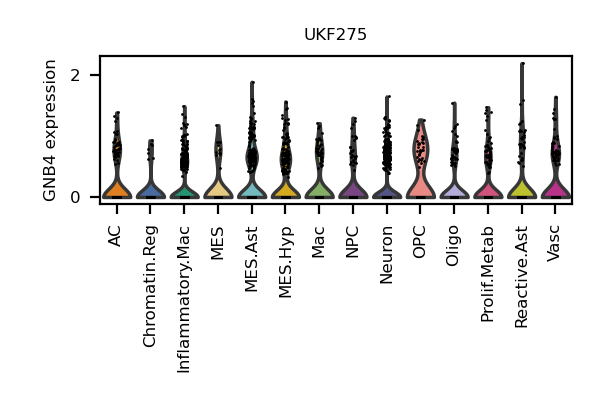 UKF275
GNB4 expression
2
0
AC
Chromatin.Reg
Inflammatory.Mac
MES
MES.Ast
MES.Hyp
Mac
NPC
Neuron
OPC
Oligo
Prolif.Metab
Reactive.Ast
Vasc